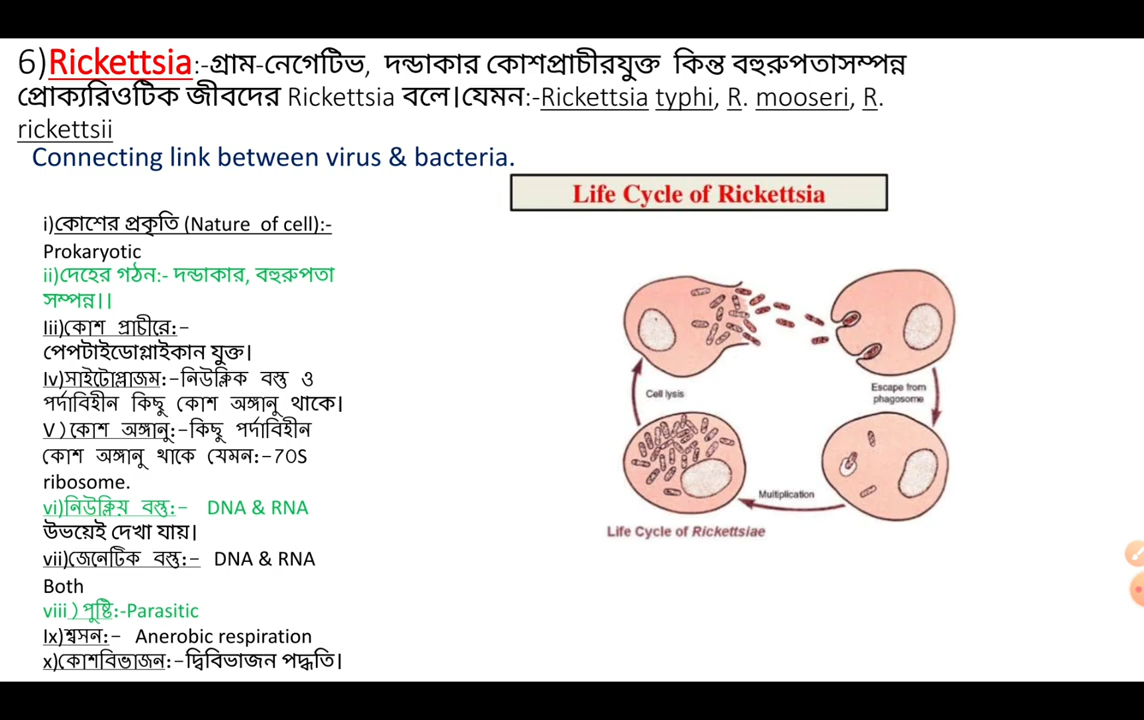 6)Rickettsia:-গ্রাম-নেগেটিভ, দন্ডাকার কোশপ্রাচীরযুক্ত কিন্ত বহুরুপতাসম্পন্ন
প্রোক্যরিওটিক জীবদের Rickettsia বলে।যেমন:-Rickettsia typhi, R. mooseri, R.
rickettsii
Connecting link between virus & bacteria.
Life Cycle of Rickettsia
i)কোশের প্রকৃতি (Nature of cell):-
Prokaryotic
ii)দেহের গঠন:- দন্ডাকার, বহুরুপতা
সম্পন্ন।।
Iii)কোশ প্রাচীরে:-
পেপটাইডোগ্লাইকান যুক্ত।
Iv)সাইটোপ্লাজম:-নিউক্লিক বস্তু ও
পর্দাবিহীন কিছু কোশ অঙ্গানু থাকে।
V)কোশ অঙ্গানু:-কিছু পর্দাবিহীন
কোশ অঙ্গানু থাকে যেমন:-70S
ribosome.
vi)নিউক্লিয় বস্তু:- DNA & RNA
উভয়েই দেখা যায়।
vii)জেনেটিক বস্তু:- DNA & RNA
Both
viii)পুষ্টি:-Parasitic
Ix)শ্বসন:- Anerobic respiration
x)কোশবিভাজন:-দ্বিবিভাজন পদ্ধতি।
Cell lysis
Escape from
phagosome
Multiplication
Life Cycle of Rickettsiae